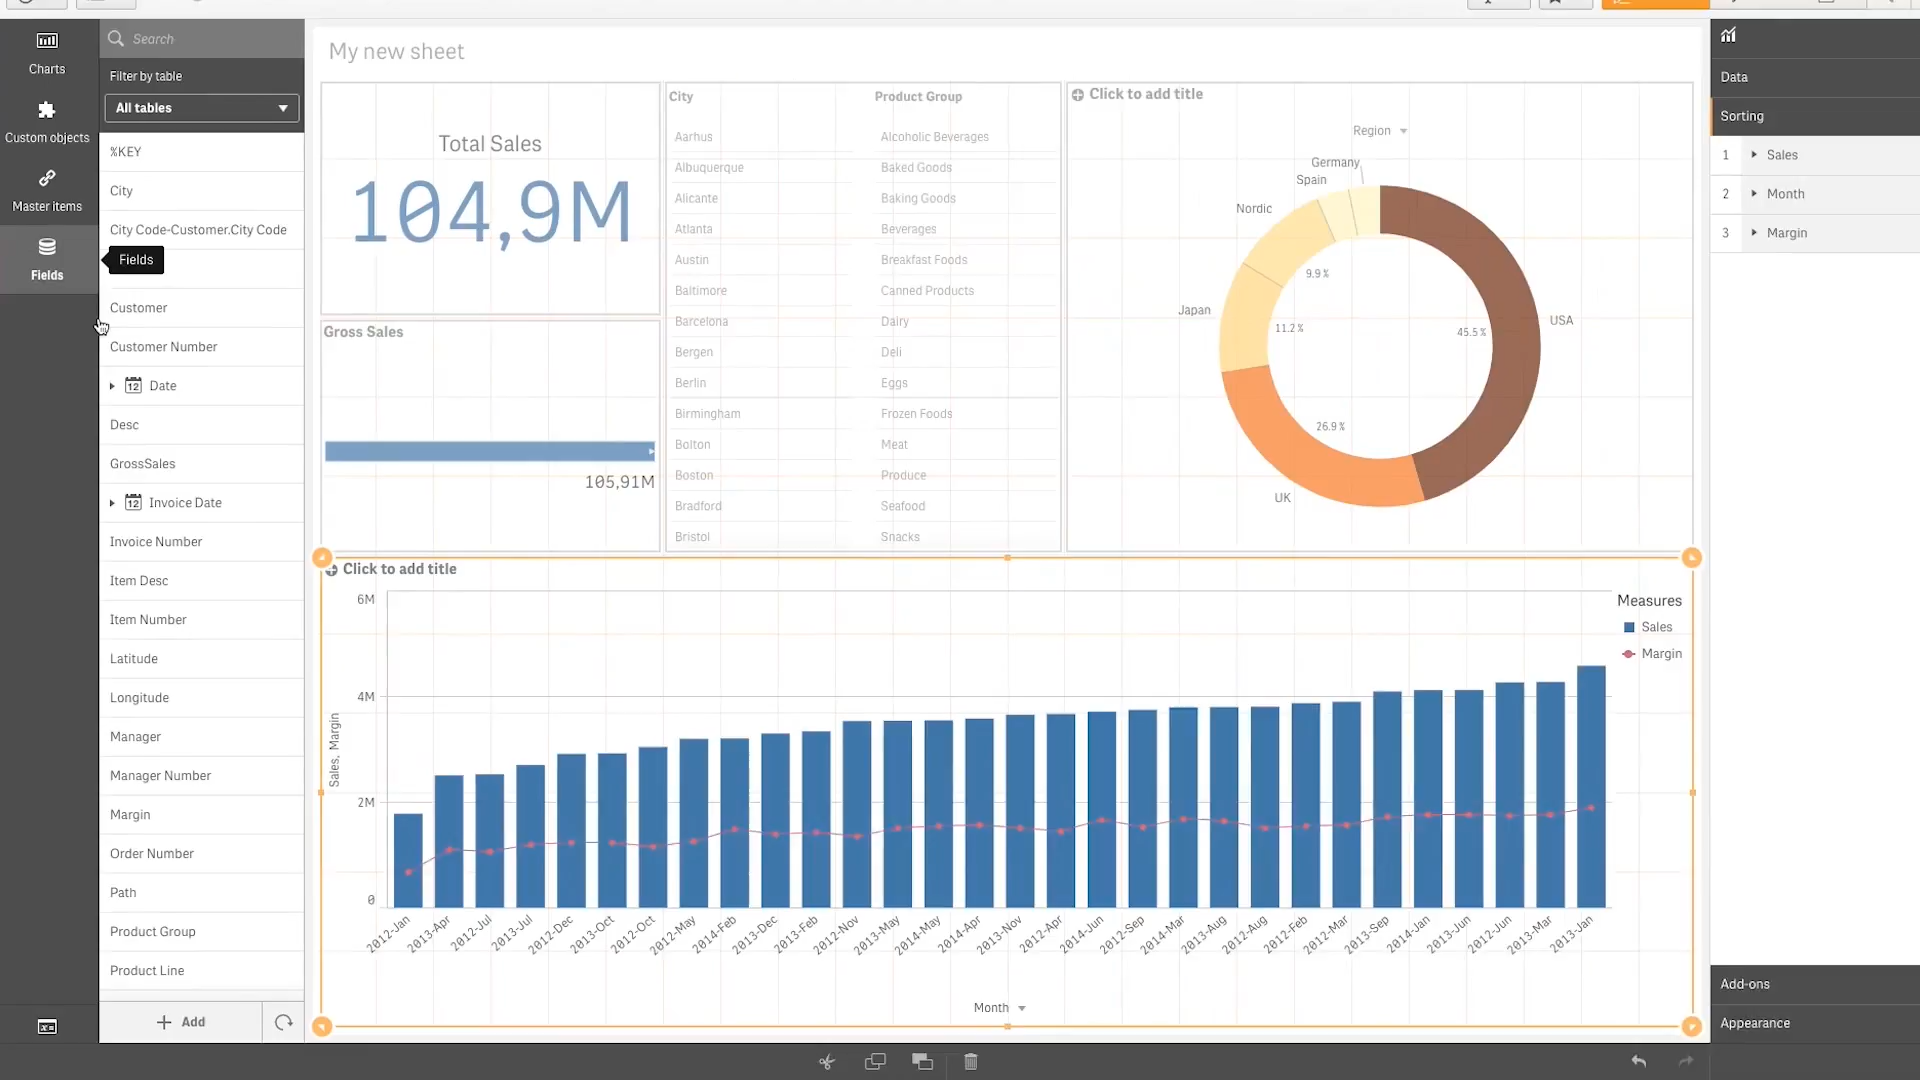 Charts
Custom objects
Master items
Fields
Search
Filter by table
All tables
%KEY
City
City Code-Customer.City Code
Fields
Customer
Customer Number
12 Date
Desc
GrossSales
12 Invoice Date
Invoice Number
Item Desc
Item Number
Latitude
Longitude
Manager
Manager Number
Margin
Order Number
Path
Product Group
Product Line
Add
My new sheet
Total Sales
104,9M
Gross Sales
105,91M
City Product Group
Aarhus Alcoholic Beverages
Albuquerque Baked Goods
Alicante Baking Goods
Atlanta Beverages
Austin Breakfast Foods
Baltimore Canned Products
Barcelona Dairy
Bergen Deli
Berlin Eggs
Birmingham Frozen Foods
Bolton Meat
Boston Produce
Bradford Seafood
Bristol Snacks
Click to add title
Region
Germany
Spain
Nordic
9.9 %
Japan
11.2 %
45.5 %
USA
26.9 %
UK
Click to add title
6M
4M
2M
0
Sales, Margin
2012-Jan 2013-Apr 2012-Jul 2013-Jul 2012-Dec 2013-Oct 2012-Oct 2012-May 2014-Feb 2013-Dec 2013-Feb 2012-Nov 2013-May 2014-May 2014-Apr 2013-Nov 2012-Apr 2014-Jun 2012-Sep 2014-Mar 2013-Aug 2012-Aug 2012-Feb 2012-Mar 2013-Sep 2014-Jan 2013-Jun 2012-Jun 2013-Mar 2013-Jan
Month
Measures
Sales
Margin
Data
Sorting
1 Sales
2 Month
3 Margin
Add-ons
Appearance